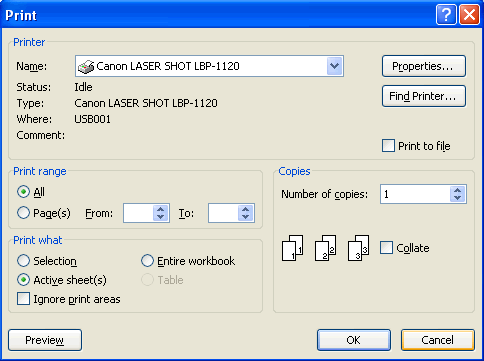 Print
Printer
Name: Canon LASER SHOT LBP-1120 Properties...
Status: Idle
Type: Canon LASER SHOT LBP-1120 Find Printer...
Where: USB001
Comment: Print to file
Print range
All
Page(s) From: To:
Copies
Number of copies: 1
1 1 2 2 3 3 Collate
Print what
Selection Entire workbook
Active sheet(s) Table
Ignore print areas
Preview OK Cancel